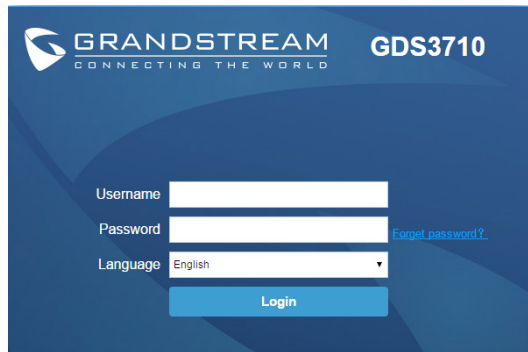 GRANDSTREAM GDS3710
CONNECTING THE WORLD
Username
Password Forget password?
Language English
Login